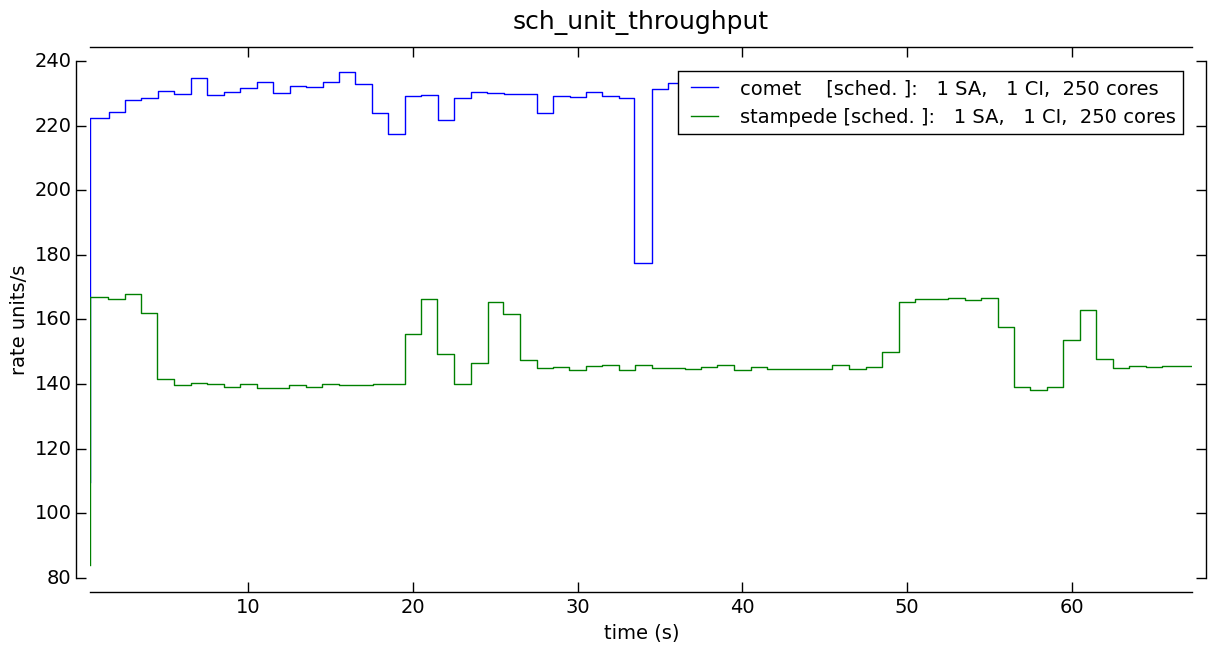 sch_unit_throughput
240
220
200
180
160
140
120
100
80
rate units/s
comet [sched. ]: 1 SA, 1 CI, 250 cores
stampede [sched. ]: 1 SA, 1 CI, 250 cores
10 20 30 40 50 60
time (s)